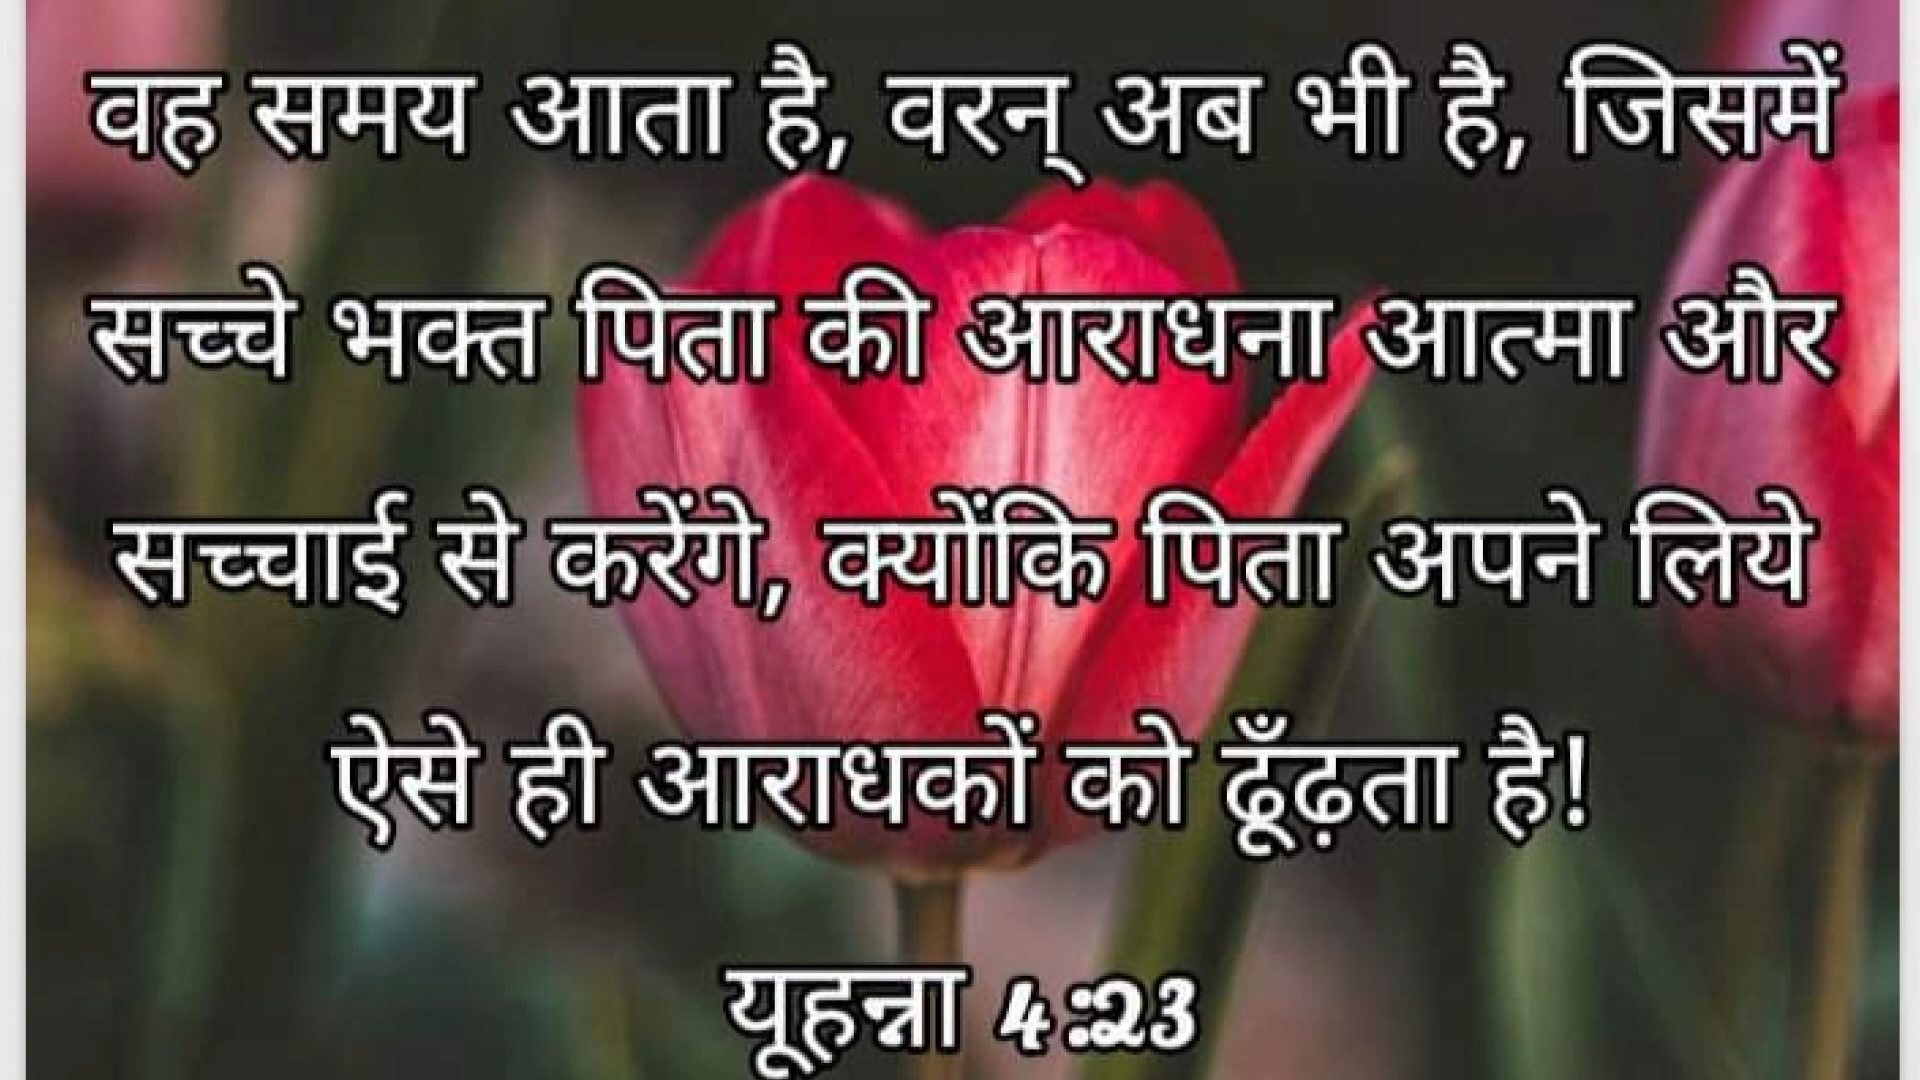 वह समय आता है, वरन् अब भी है, जिसमें
सच्चे भक्त पिता की आराधना आत्मा और
सच्चाई से करेंगे, क्योंकि पिता अपने लिये
ऐसे ही आराधकों को ढूँढ़ता है!
यूहन्ना 4:23